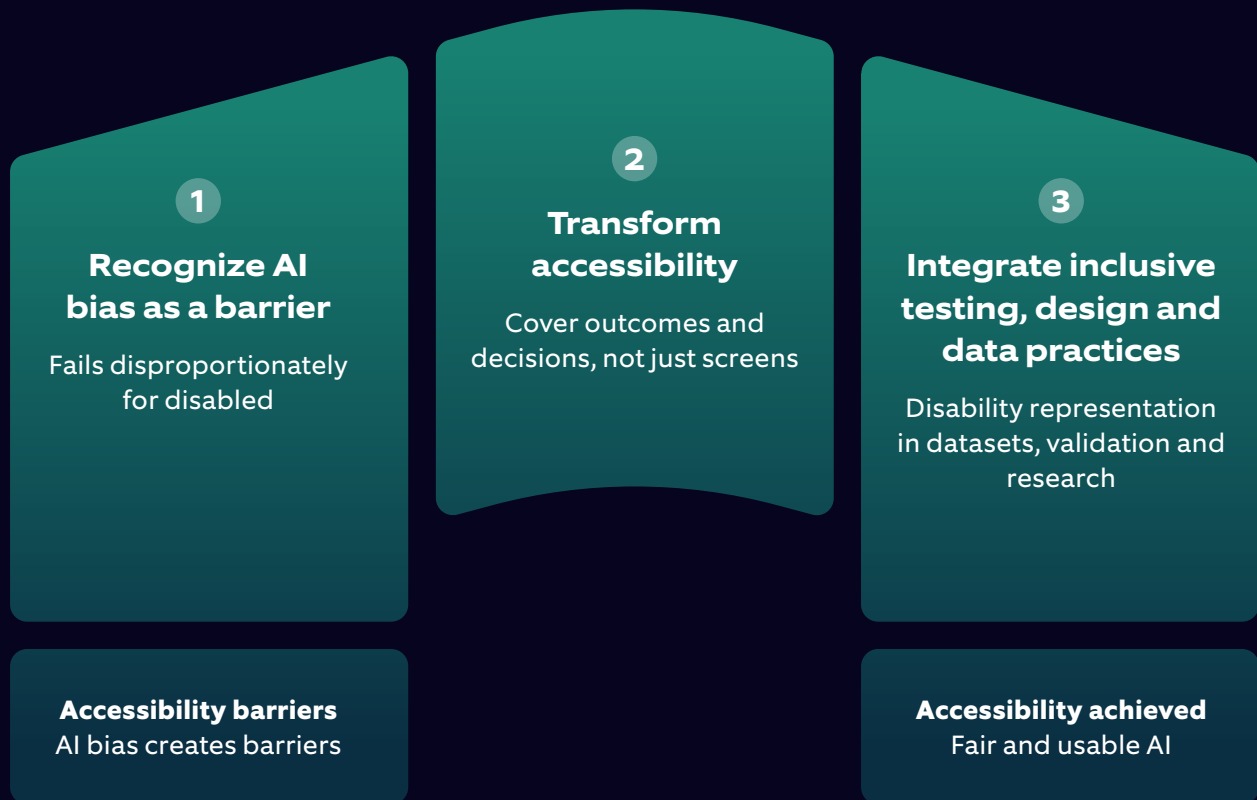 1
Recognize AI
bias as a barrier
Fails disproportionately
for disabled
2
Transform
accessibility
Cover outcomes and
decisions, not just screens
3
Integrate inclusive
testing, design and
data practices
Disability representation
in datasets, validation and
research
Accessibility barriers
AI bias creates barriers
Accessibility achieved
Fair and usable AI